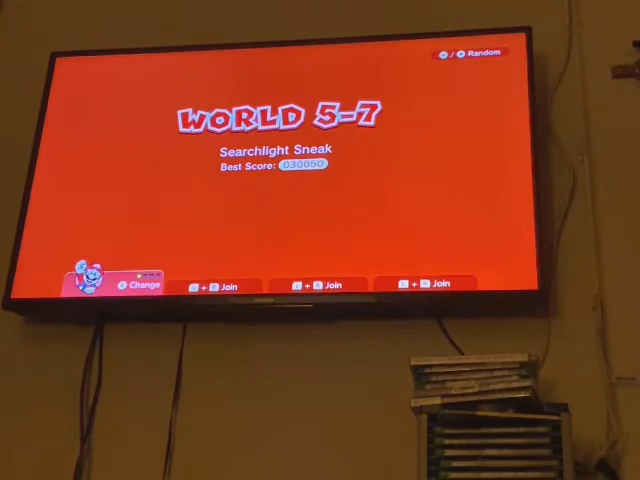 - / - Random
WORLD 5-7
Searchlight Sneak
Best Score: 030050
Change
L + R Join
L + R Join
L + R Join